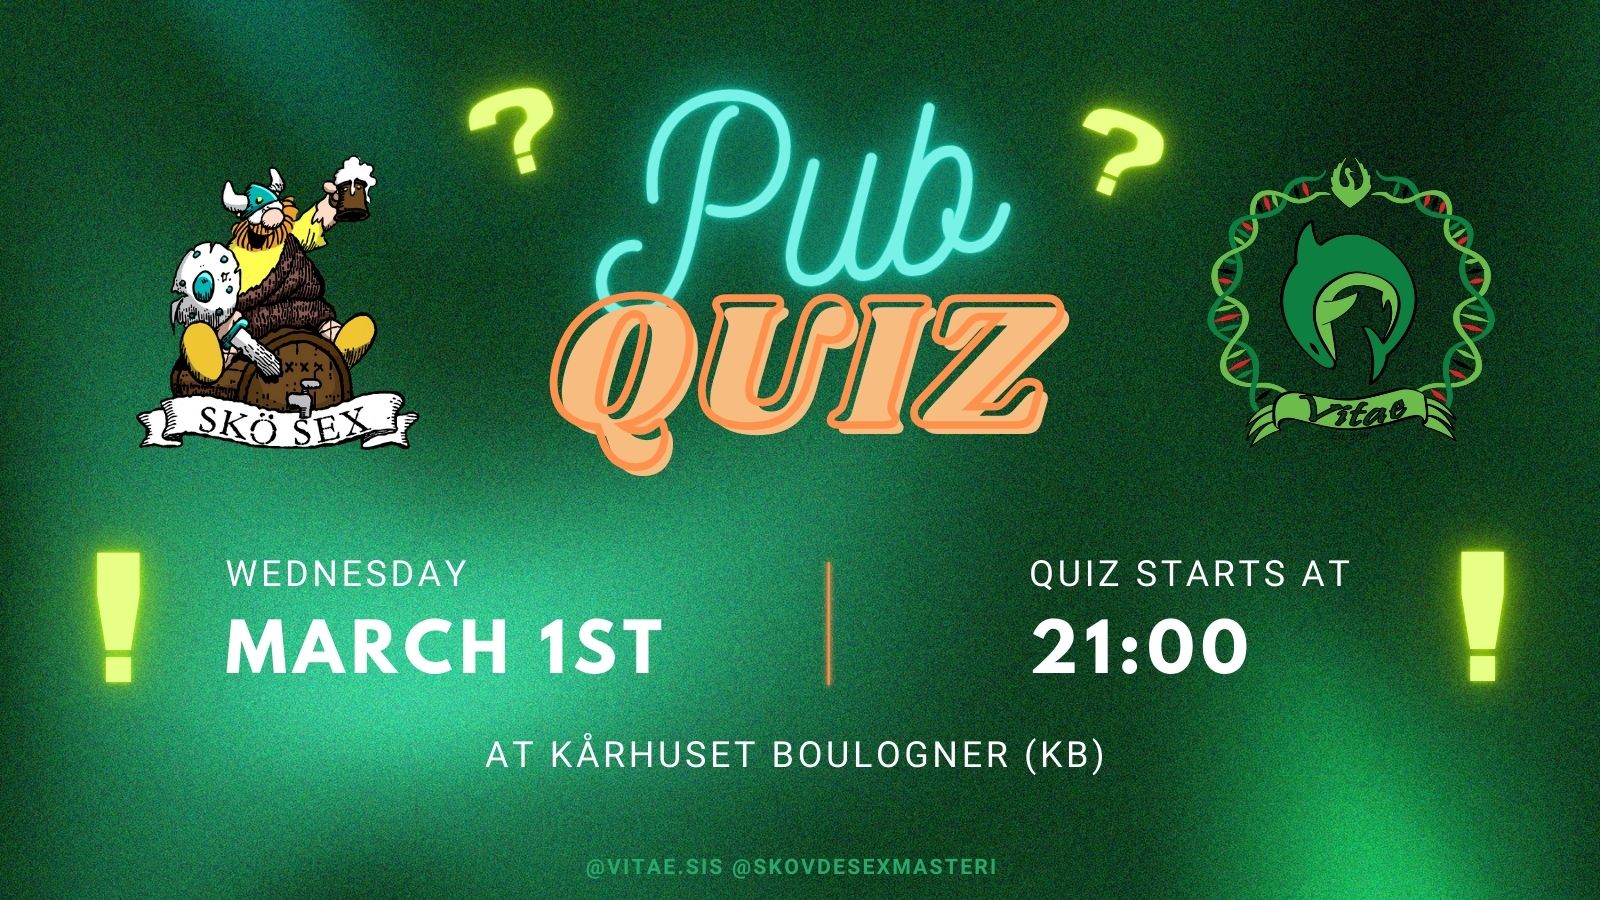 ?
?
Pub
QUIZ
SKÖ SEX
Vitae
!
WEDNESDAY
MARCH 1ST
QUIZ STARTS AT
21:00
!
AT KÅRHUSET BOULOGNER (KB)
@VITAE.SIS @SKOVDESEXMASTERI